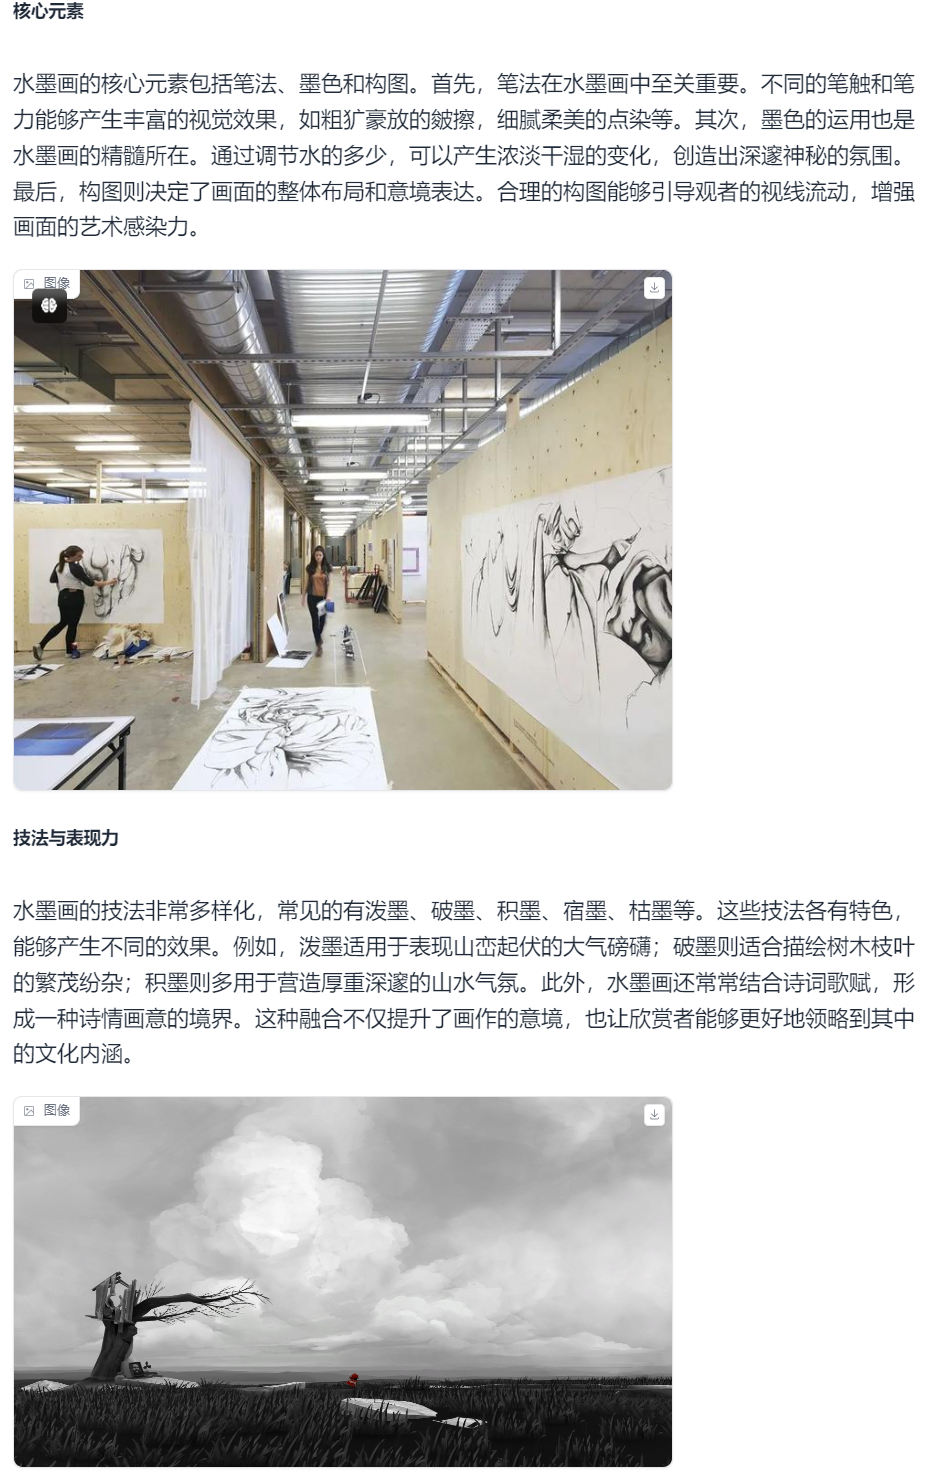 核心元素
水墨画的核心元素包括笔法、墨色和构图。首先，笔法在水墨画中至关重要。不同的笔触和笔
力能够产生丰富的视觉效果，如粗犷豪放的皴擦，细腻柔美的点染等。其次，墨色的运用也是
水墨画的精髓所在。通过调节水的多少，可以产生浓淡干湿的变化，创造出深邃神秘的氛围。
最后，构图则决定了画面的整体布局和意境表达。合理的构图能够引导观者的视线流动，增强
画面的艺术感染力。
图像
技法与表现力
水墨画的技法非常多样化，常见的有泼墨、破墨、积墨、宿墨、枯墨等。这些技法各有特色，
能够产生不同的效果。例如，泼墨适用于表现山峦起伏的大气磅礴；破墨则适合描绘树木枝叶
的繁茂纷杂；积墨则多用于营造厚重深邃的山水气氛。此外，水墨画还常常结合诗词歌赋，形
成一种诗情画意的境界。这种融合不仅提升了画作的意境，也让欣赏者能够更好地领略到其中
的文化内涵。
图像